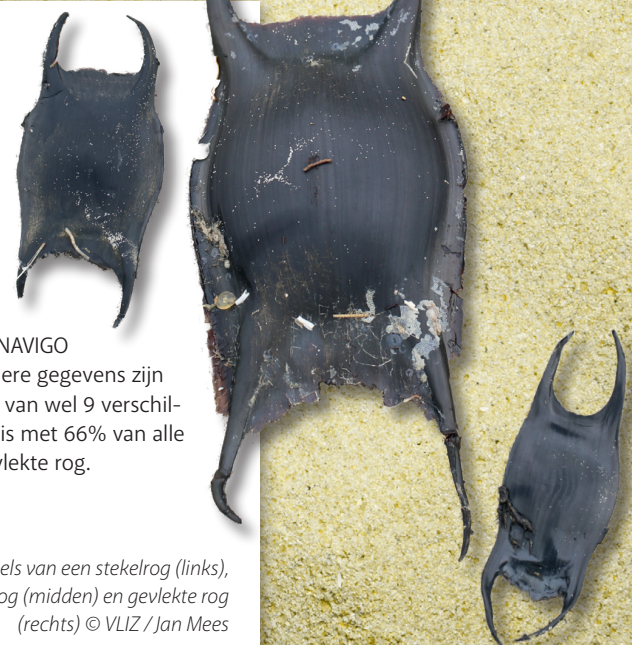 NAVIGO
ere gegevens zijn
van wel 9 verschil-
is met 66% van alle
lekte rog.
els van een stekelrog (links),
og (midden) en gevlekte rog
(rechts) © VLIZ / Jan Mees